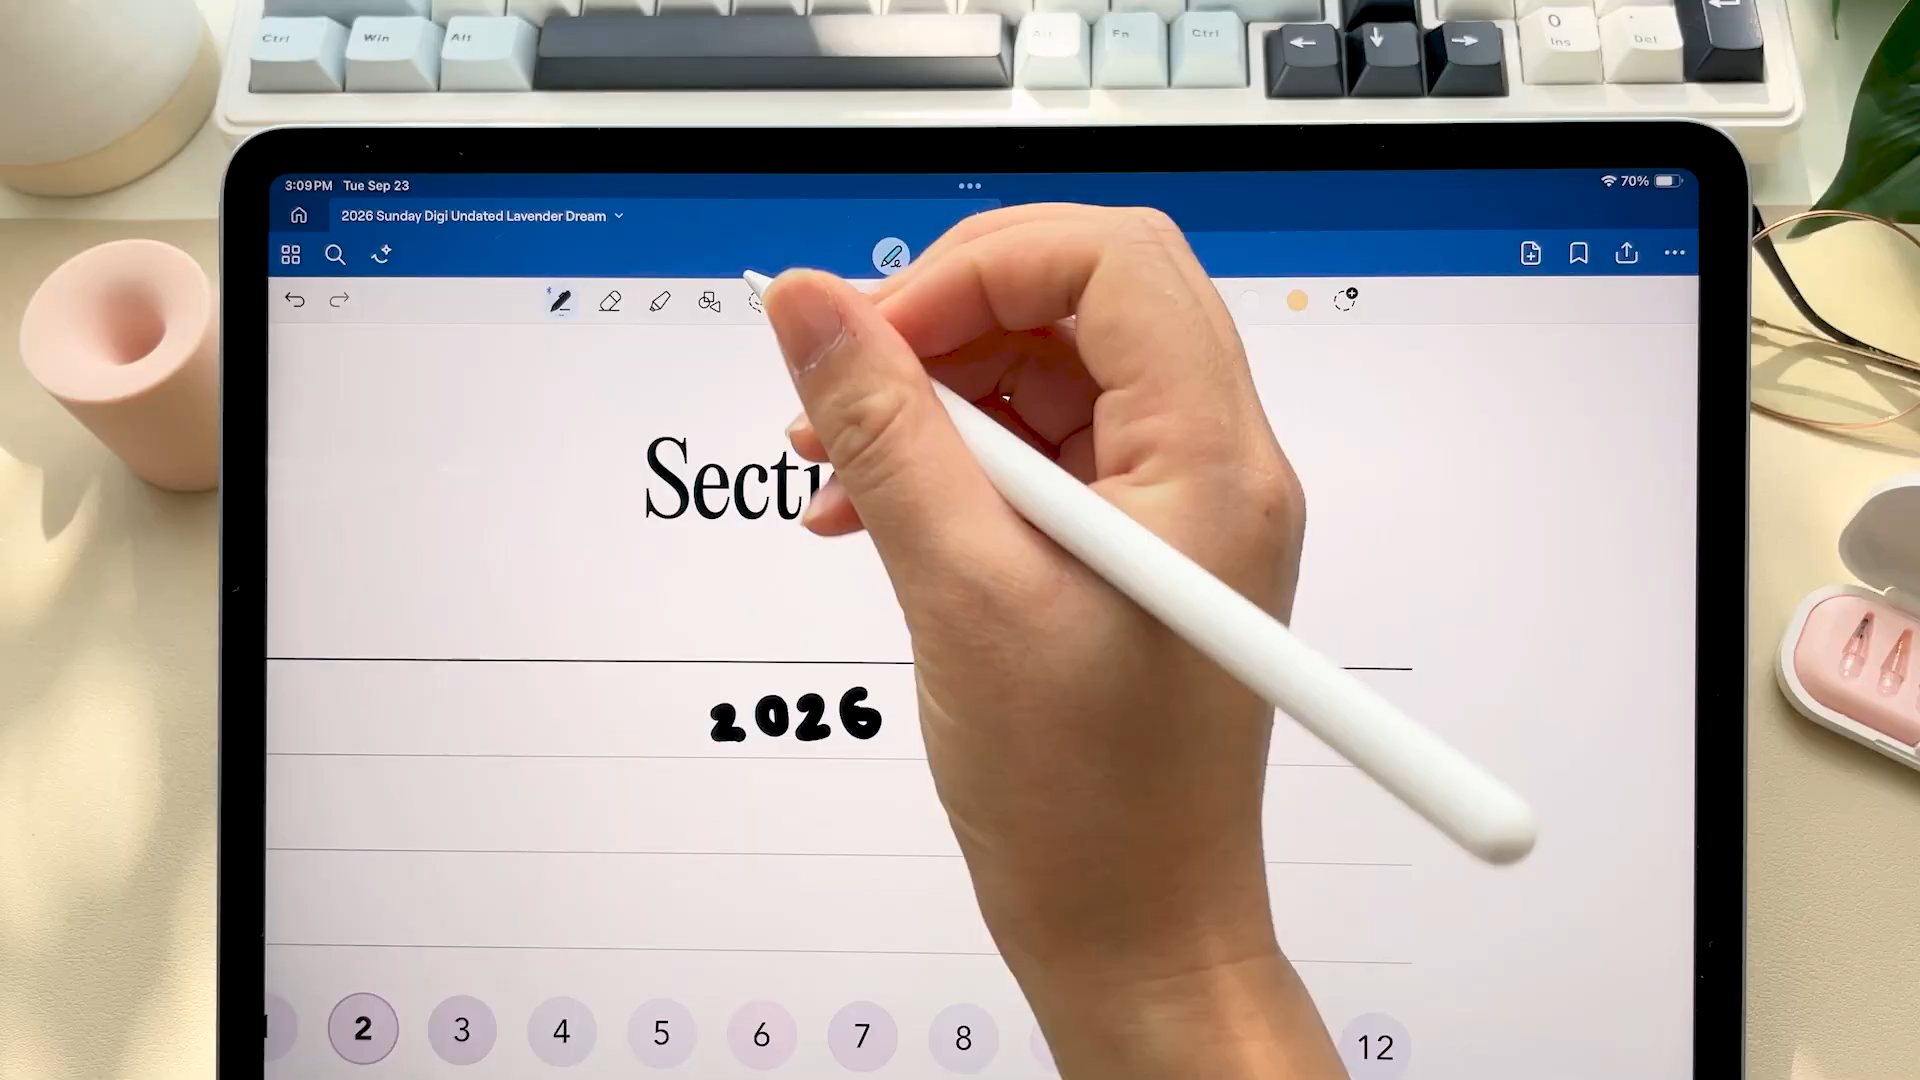 Ctrl Win Alt Alt Fn Ctrl 0 Ins . Del
3:09 PM Tue Sep 23 70%
2026 Sunday Digi Undated Lavender Dream
2026
1 2 3 4 5 6 7 8 12